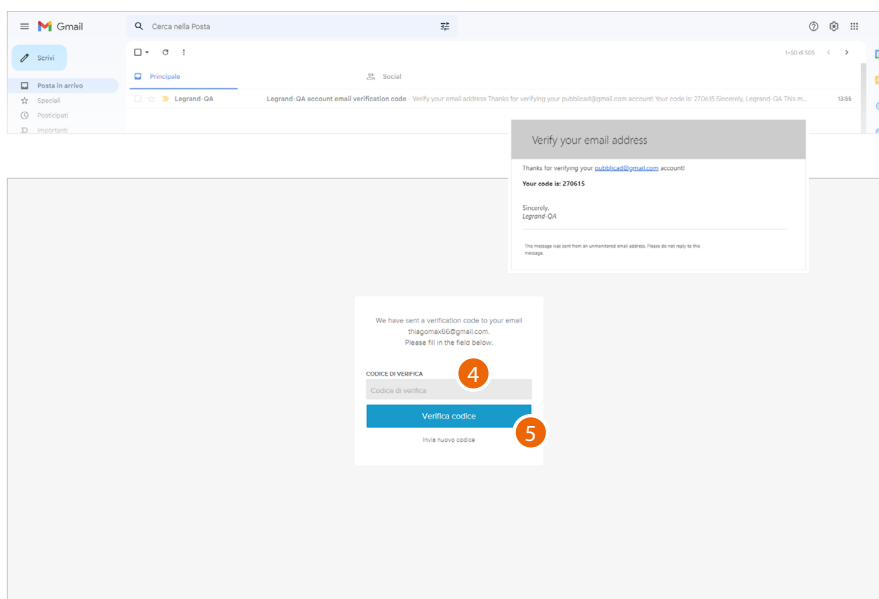 Gmail
Cerca nella Posta
Scrivi
1–50 di 505
Posta in arrivo
Principale
Social
Speciali
Legrand-QA
Legrand-QA account email verification code - Verify your email address Thanks for verifying your pubblicad@gmail.com account! Your code is: 270615 Sincerely, Legrand-QA This m...
13:55
Posticipati
Importanti
Verify your email address
Thanks for verifying your pubblicad@gmail.com account!
Your code is: 270615
Sincerely,
Legrand-QA
This message was sent from an unmonitored email address. Please do not reply to this
message.
We have sent a verification code to your email
thiagomax66@gmail.com.
Please fill in the field below.
CODICE DI VERIFICA
4
Codice di verifica
Verifica codice
5
Invia nuovo codice